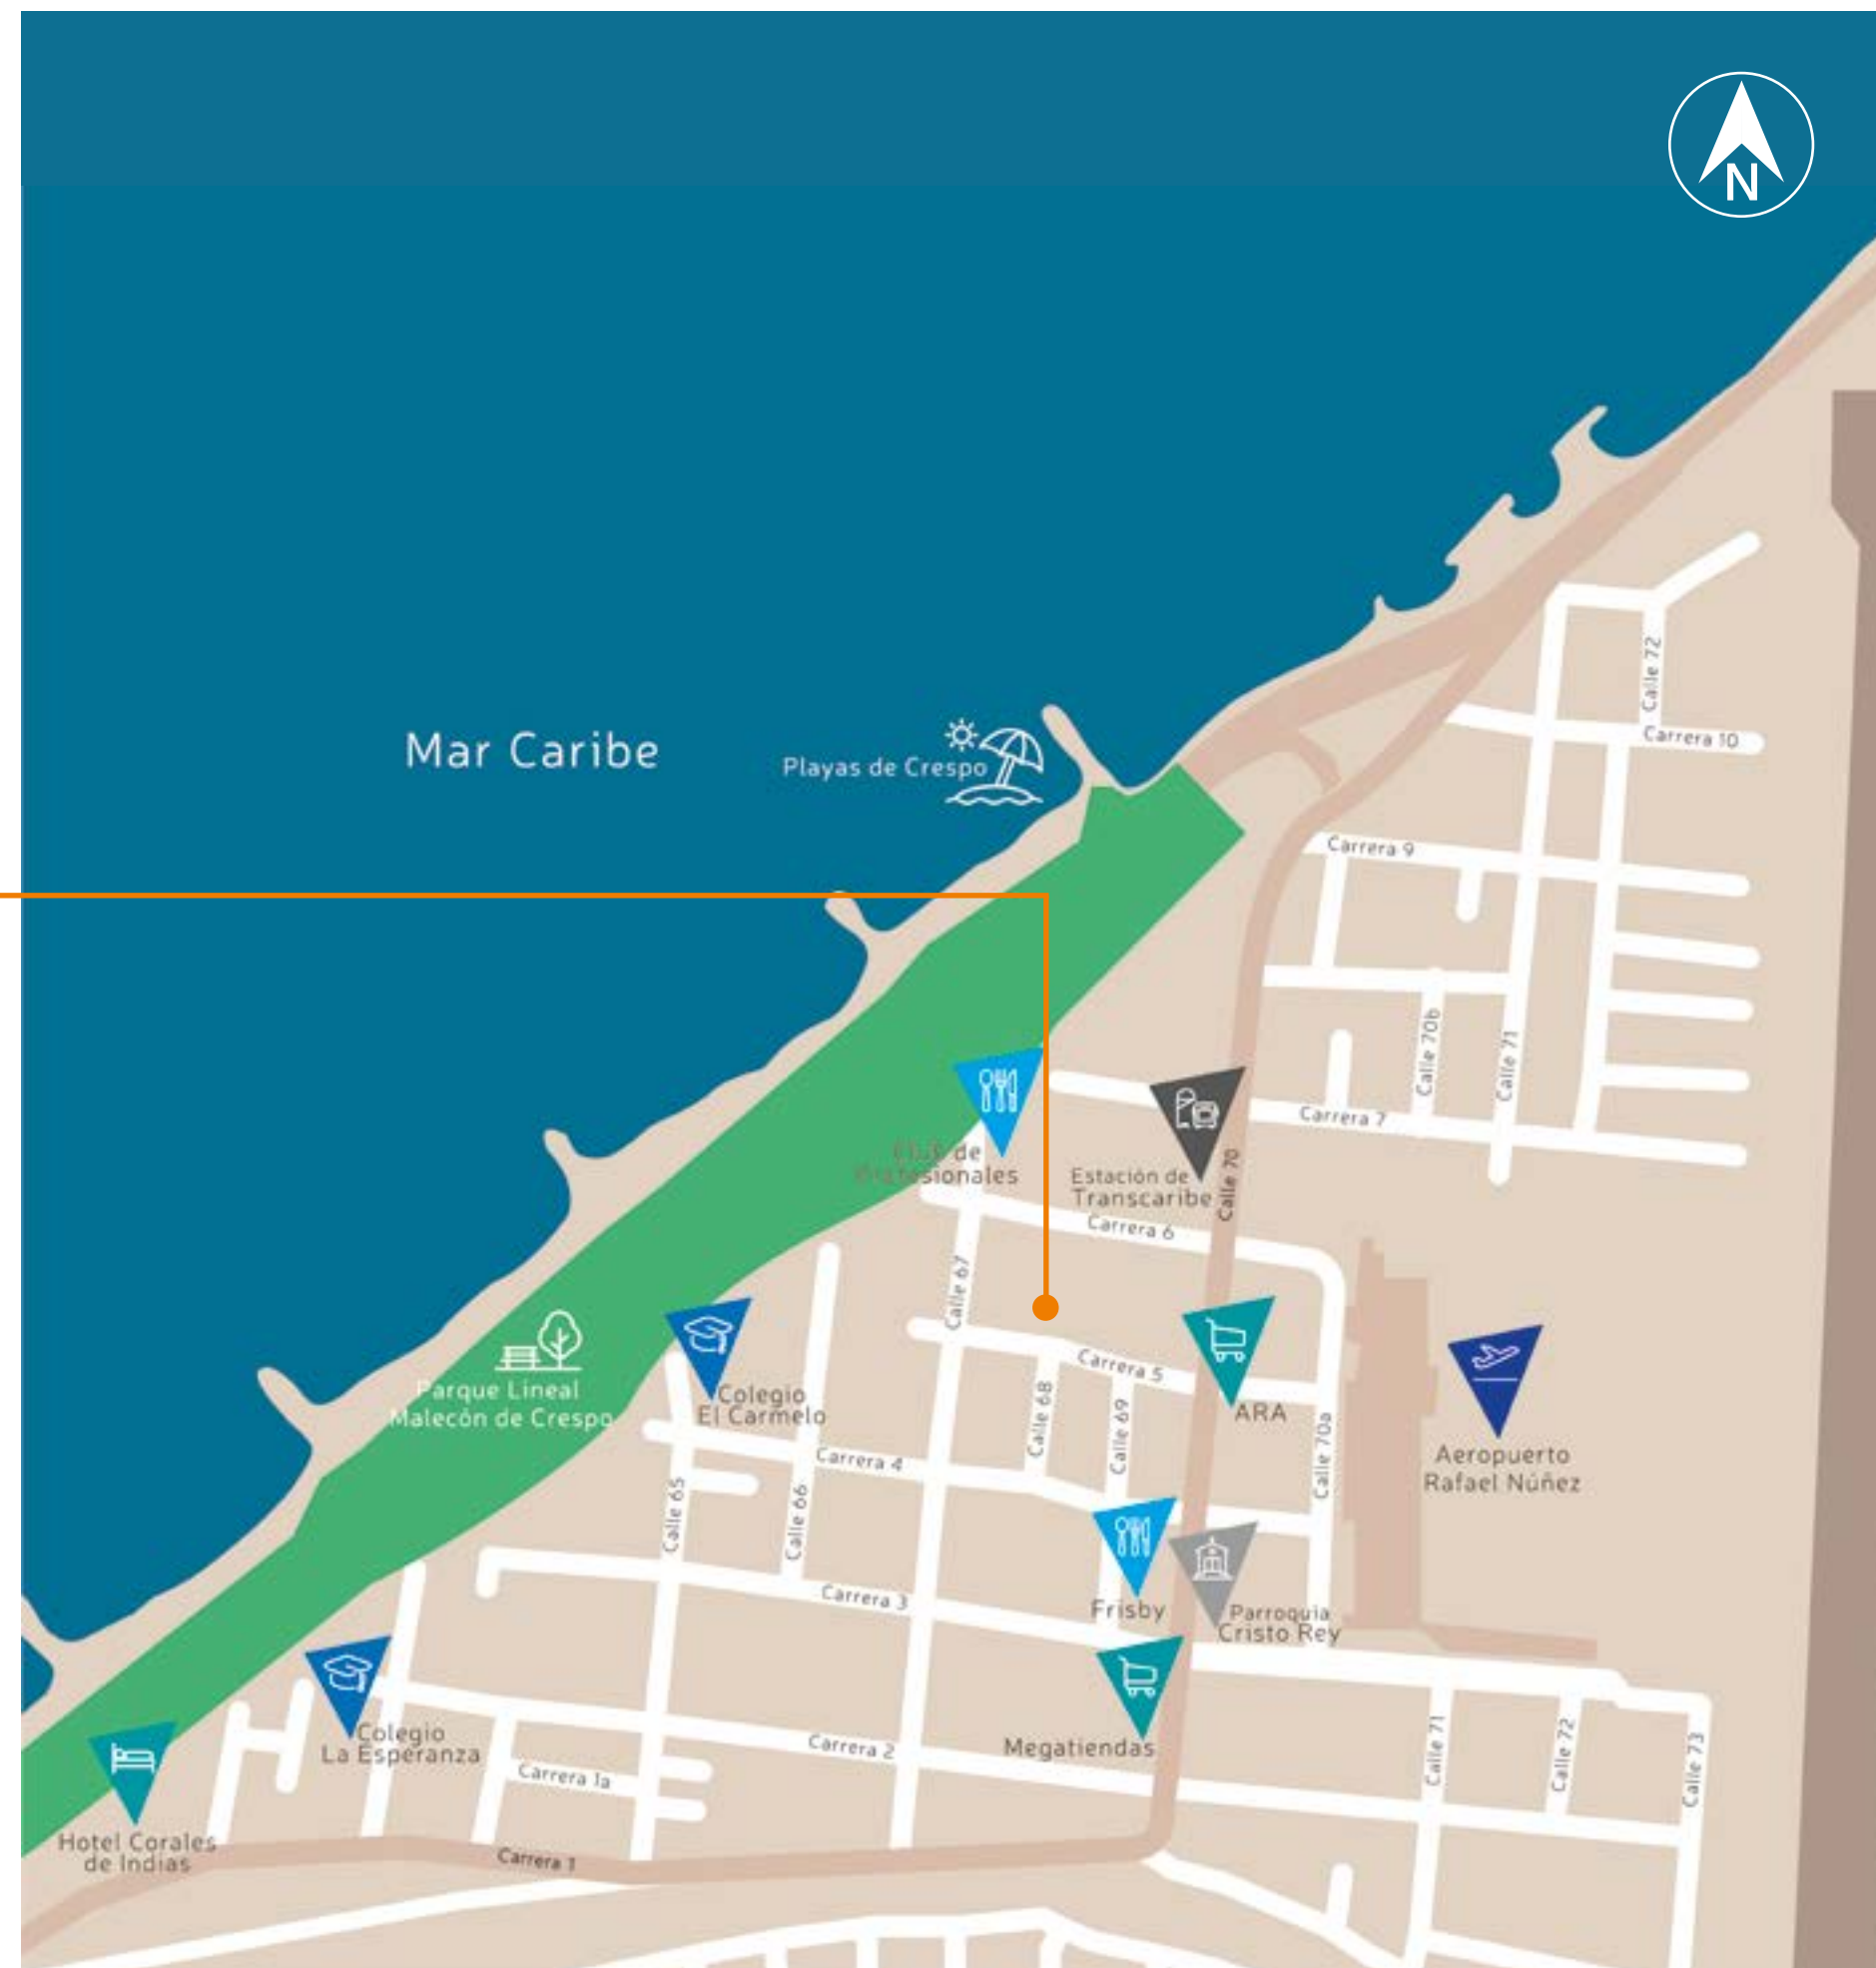 N
Calle 72
Carrera 10
Mar Caribe
Playas de Crespo
Carrera 9
Calle 70b
Calle 71
Carrera 7
Club de
Profesionales
Estación de
Transcaribe
Calle 70
Carrera 6
Calle 67
Parque Lineal
Malecón de Crespo
Colegio
El Carmelo
Carrera 5
Calle 68
Calle 69
ARA
Calle 70a
Aeropuerto
Rafael Núñez
Carrera 4
Calle 65
Calle 66
Carrera 3
Frisby
Parroquia
Cristo Rey
Colegio
La Esperanza
Carrera 2
Megatiendas
Calle 71
Calle 72
Calle 73
Carrera 1a
Hotel Corales
de Indias
Carrera 1